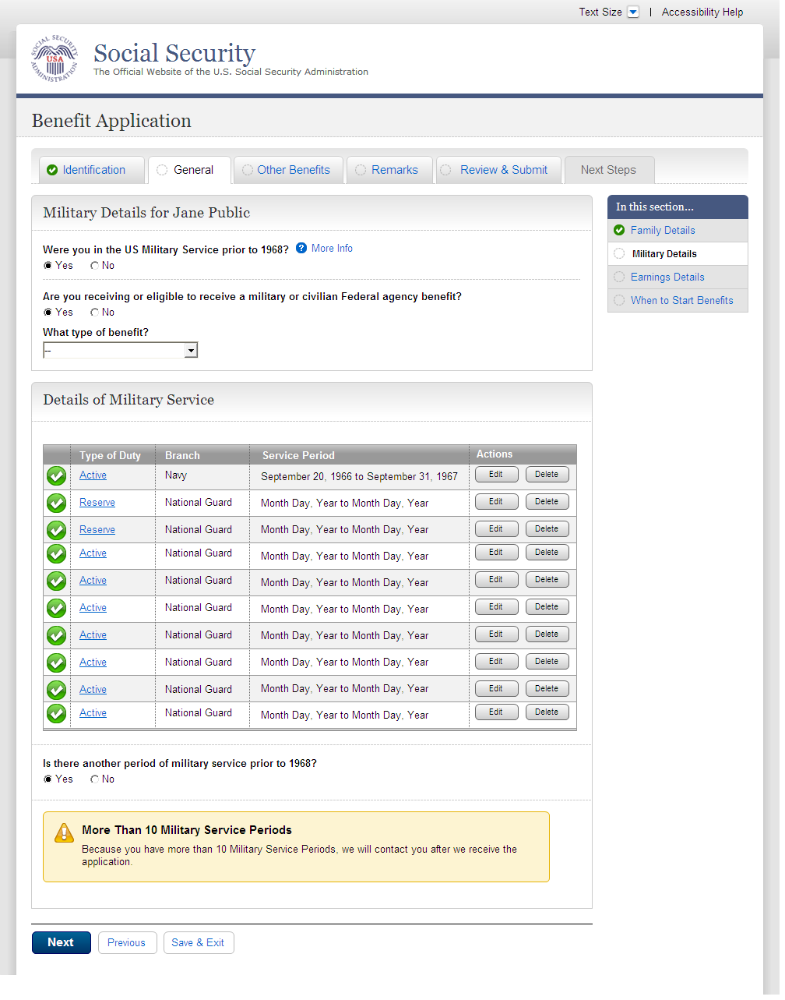 Text Size | Accessibility Help
SOCIAL SECURITY ADMINISTRATION
USA
Social Security
The Official Website of the U.S. Social Security Administration
Benefit Application
Identification General Other Benefits Remarks Review & Submit Next Steps
Military Details for Jane Public
Were you in the US Military Service prior to 1968? ? More Info
Yes No
Are you receiving or eligible to receive a military or civilian Federal agency benefit?
Yes No
What type of benefit?
--
In this section...
Family Details
Military Details
Earnings Details
When to Start Benefits
Details of Military Service
Type of Duty Branch Service Period Actions
Active Navy September 20, 1966 to September 31, 1967 Edit Delete
Reserve National Guard Month Day, Year to Month Day, Year Edit Delete
Reserve National Guard Month Day, Year to Month Day, Year Edit Delete
Active National Guard Month Day, Year to Month Day, Year Edit Delete
Active National Guard Month Day, Year to Month Day, Year Edit Delete
Active National Guard Month Day, Year to Month Day, Year Edit Delete
Active National Guard Month Day, Year to Month Day, Year Edit Delete
Active National Guard Month Day, Year to Month Day, Year Edit Delete
Active National Guard Month Day, Year to Month Day, Year Edit Delete
Active National Guard Month Day, Year to Month Day, Year Edit Delete
Is there another period of military service prior to 1968?
Yes No
More Than 10 Military Service Periods
Because you have more than 10 Military Service Periods, we will contact you after we receive the
application.
Next Previous Save & Exit